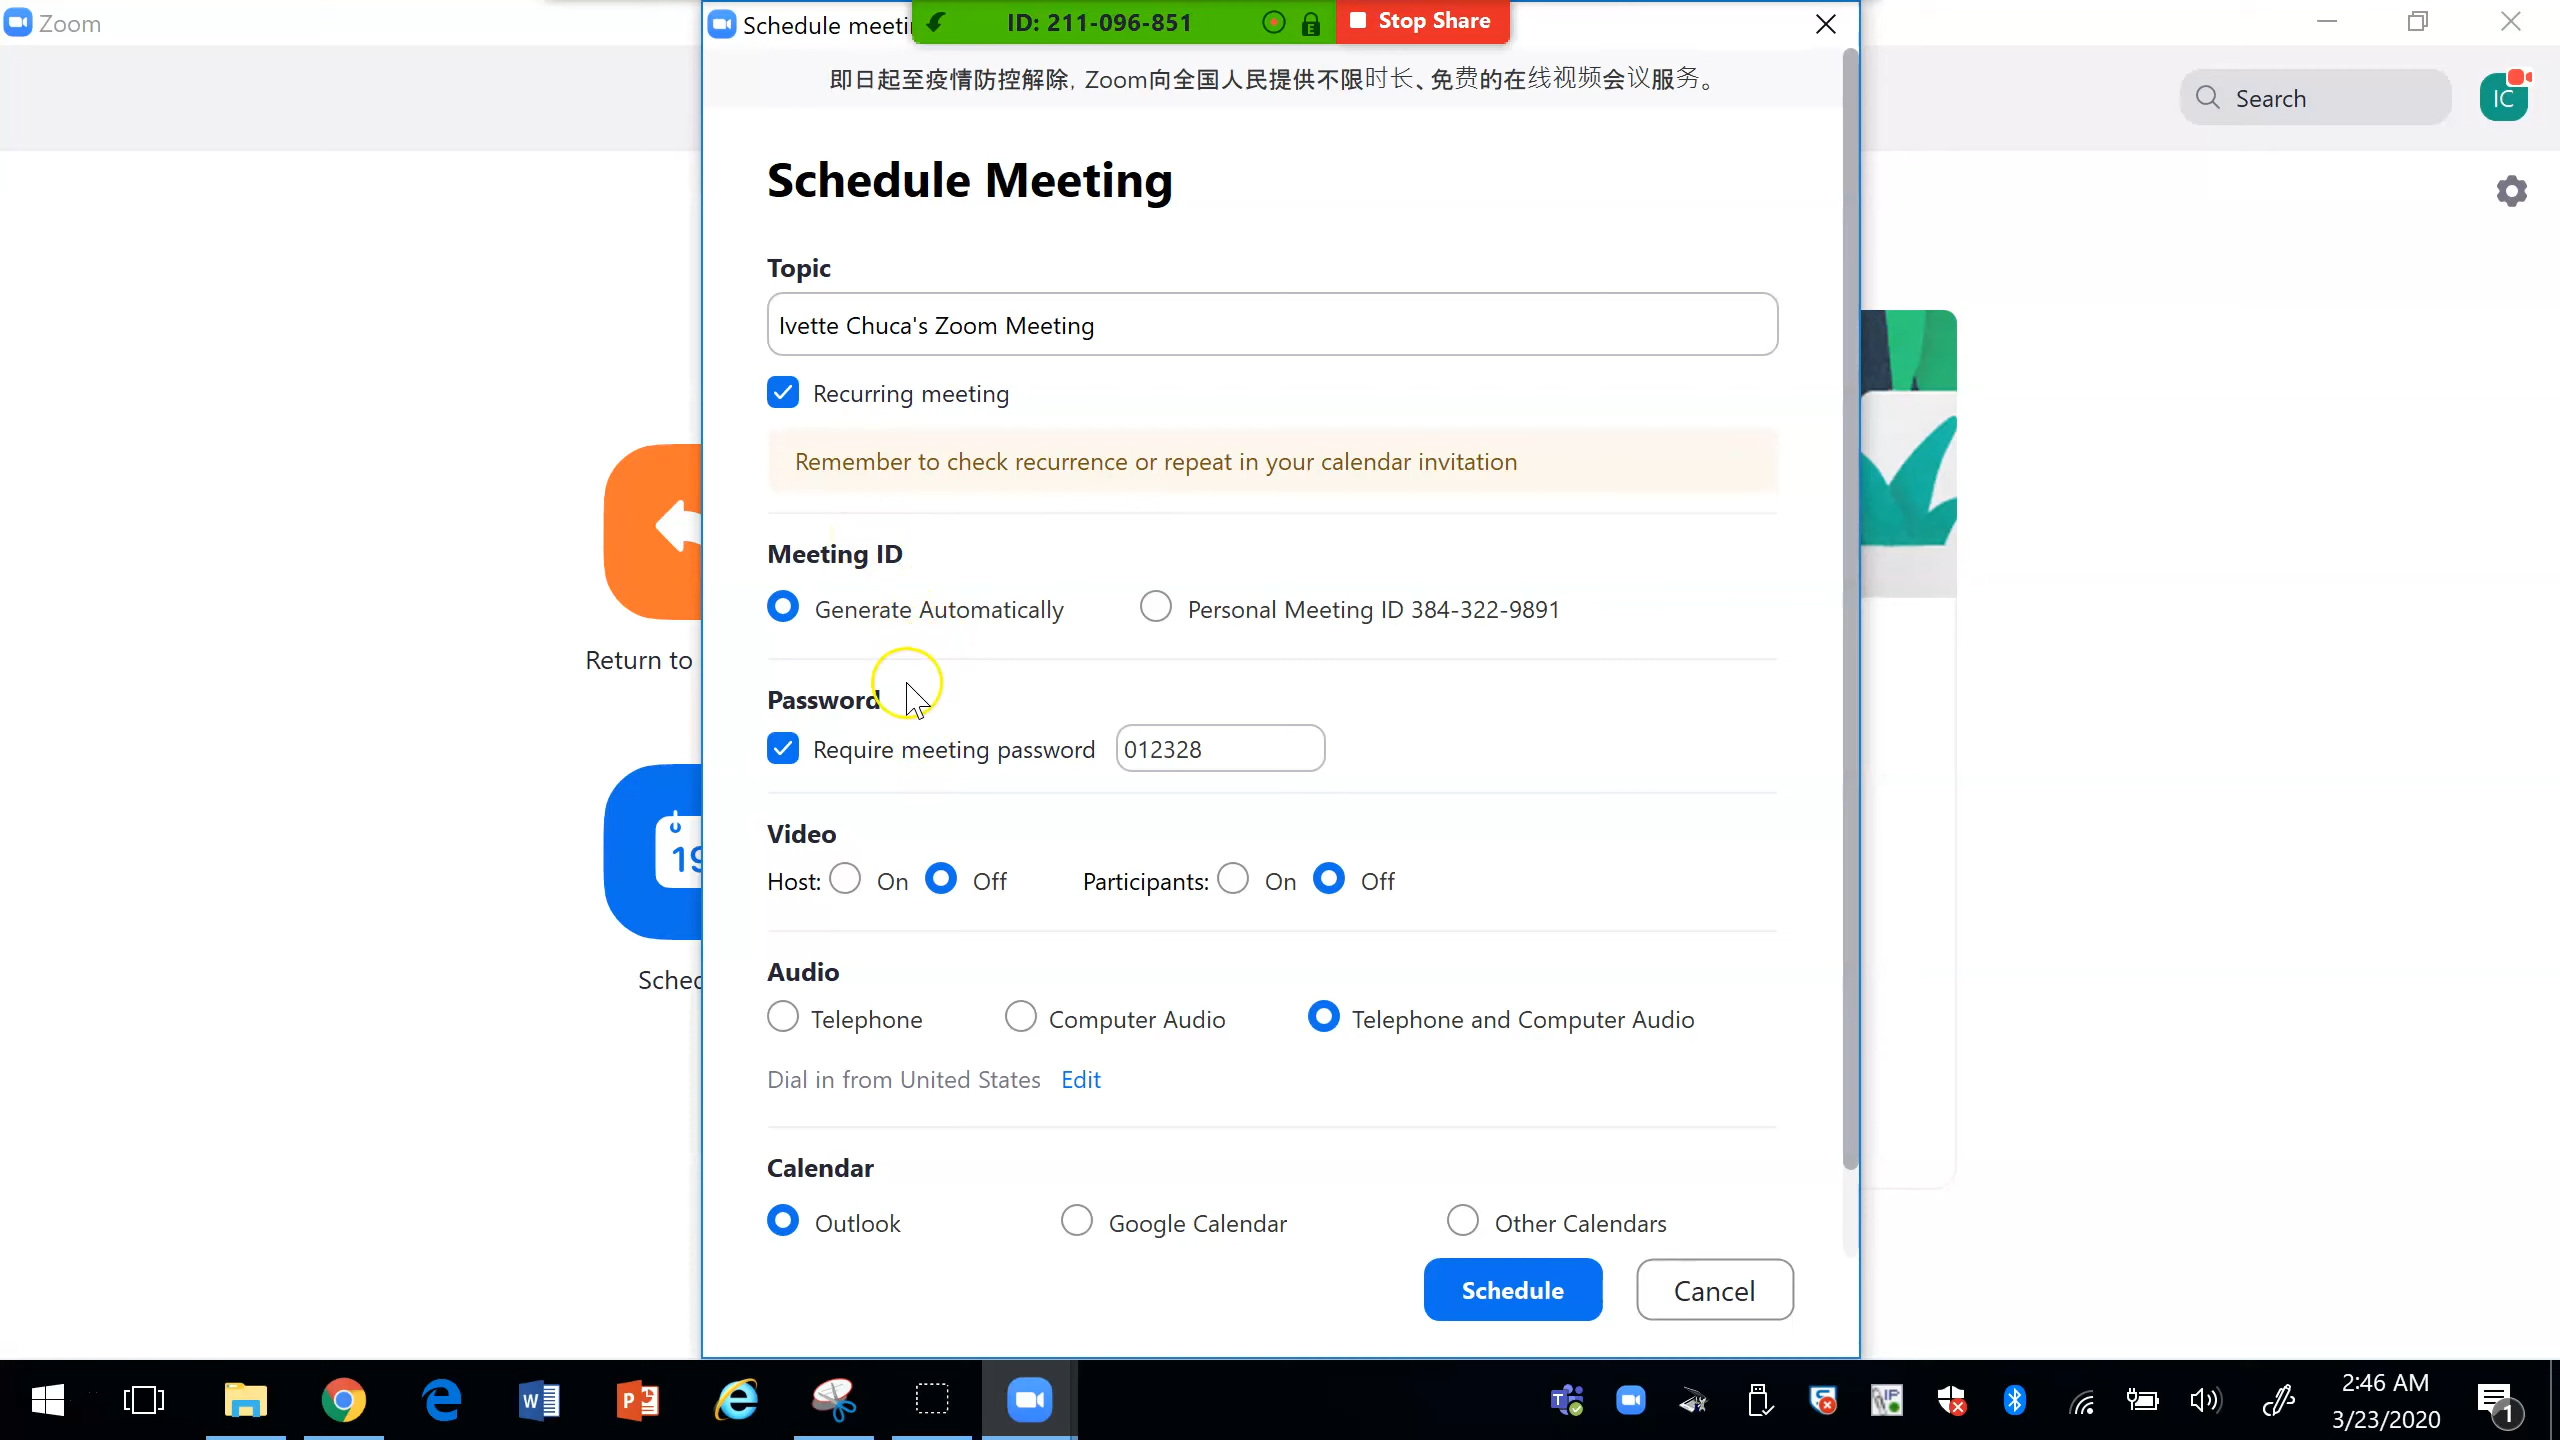 Zoom
Schedule meeti
ID: 211-096-851
Stop Share
即日起至疫情防控解除, Zoom向全国人民提供不限时长、免费的在线视频会议服务。
Search
IC
Schedule Meeting
Topic
Ivette Chuca's Zoom Meeting
Recurring meeting
Remember to check recurrence or repeat in your calendar invitation
Meeting ID
Generate Automatically
Personal Meeting ID 384-322-9891
Return to
Password
Require meeting password
012328
Video
19
Host:
On
Off
Participants:
On
Off
Audio
Sched
Telephone
Computer Audio
Telephone and Computer Audio
Dial in from United States
Edit
Calendar
Outlook
Google Calendar
Other Calendars
Schedule
Cancel
2:46 AM
3/23/2020
1